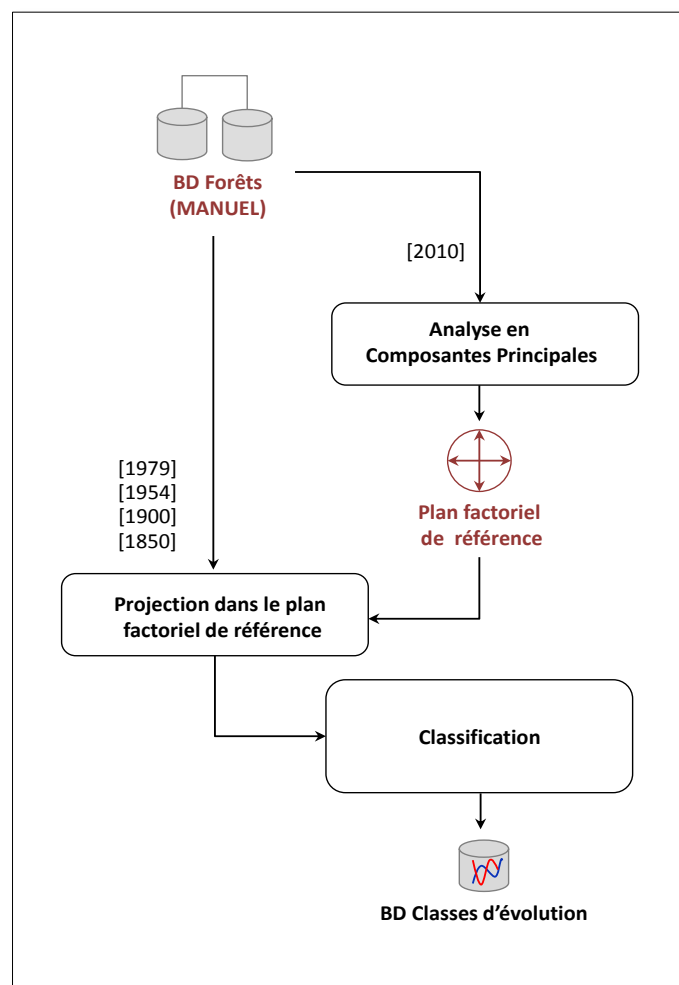 BD Forêts
(MANUEL)
[2010]
Analyse en
Composantes Principales
Plan factoriel
de référence
[1979]
[1954]
[1900]
[1850]
Projection dans le plan
factoriel de référence
Classification
BD Classes d’évolution